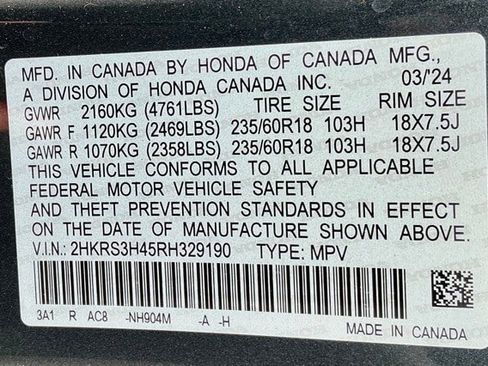 MFD. IN CANADA BY HONDA OF CANADA MFG.,
A DIVISION OF HONDA CANADA INC. 03/'24
GVWR 2160KG (4761LBS) TIRE SIZE RIM SIZE
GAWR F 1120KG (2469LBS) 235/60R18 103H 18X7.5J
GAWR R 1070KG (2358LBS) 235/60R18 103H 18X7.5J
THIS VEHICLE CONFORMS TO ALL APPLICABLE
FEDERAL MOTOR VEHICLE SAFETY
AND THEFT PREVENTION STANDARDS IN EFFECT
ON THE DATE OF MANUFACTURE SHOWN ABOVE.
V.I.N.: 2HKRS3H45RH329190 TYPE: MPV
3A1 R AC8 -NH904M -A -H
MADE IN CANADA